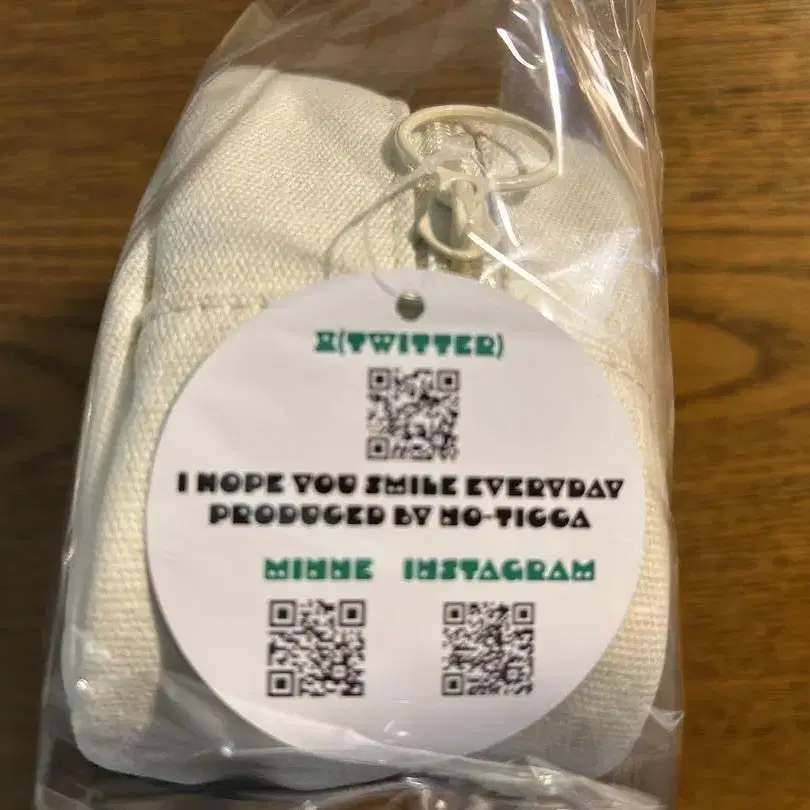 X(TWITTER)
I HOPE YOU SMILE EVERYDAY
PRODUCED BY NO-TIGGA
MINNE INSTAGRAM